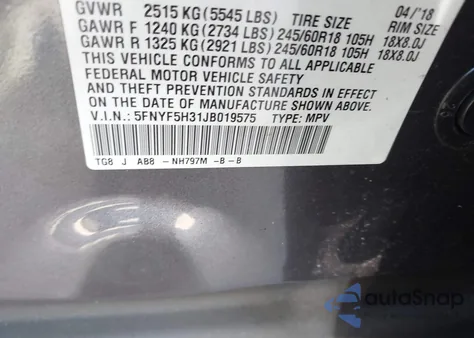 GVWR 2515 KG (5545 LBS) TIRE SIZE 04/'18 RIM SIZE
GAWR F 1240 KG (2734 LBS) 245/60R18 105H 18X8.0J
GAWR R 1325 KG (2921 LBS) 245/60R18 105H 18X8.0J
THIS VEHICLE CONFORMS TO ALL APPLICABLE
FEDERAL MOTOR VEHICLE SAFETY
AND THEFT PREVENTION STANDARDS IN EFFECT
ON THE DATE OF MANUFACTURE SHOWN ABOVE.
V.I.N.: 5FNYF5H31JB019575 TYPE: MPV
TG8 J AB8 - NH797M -B -B
autoSnap